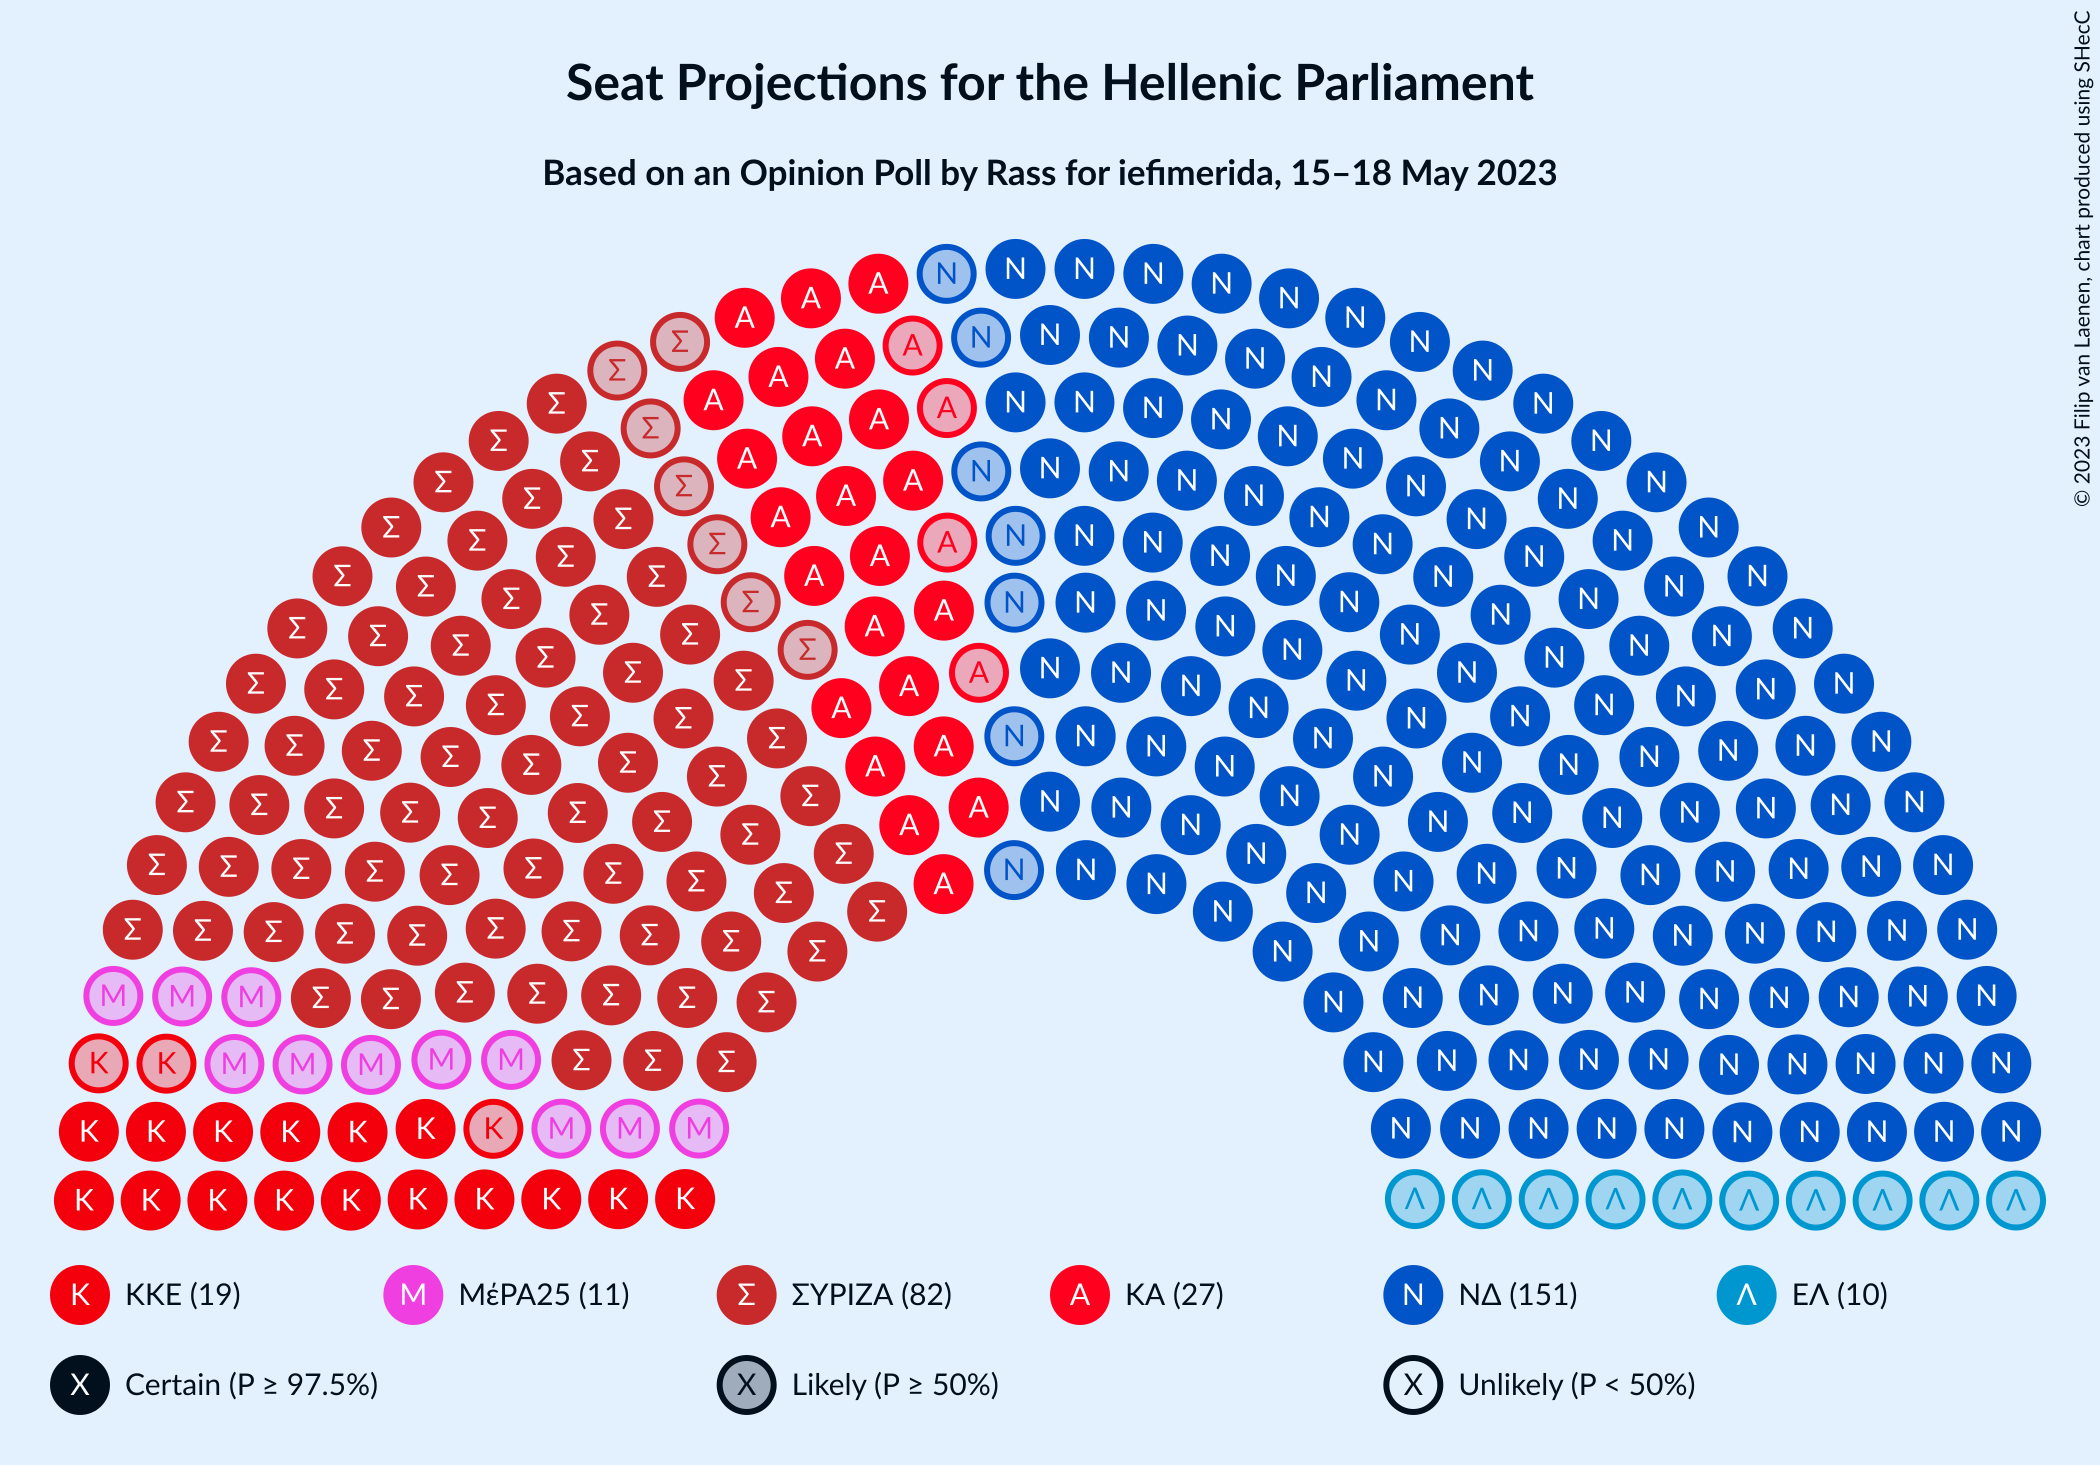 Seat Projections for the Hellenic Parliament
Based on an Opinion Poll by Rass for iefimerida, 15–18 May 2023
© 2023 Filip van Laenen, chart produced using SHecC
K KKE (19) M ΜέΡΑ25 (11) Σ ΣΥΡΙΖΑ (82) A ΚΑ (27) N ΝΔ (151) Λ ΕΛ (10)
X Certain (P ≥ 97.5%) X Likely (P ≥ 50%) X Unlikely (P < 50%)